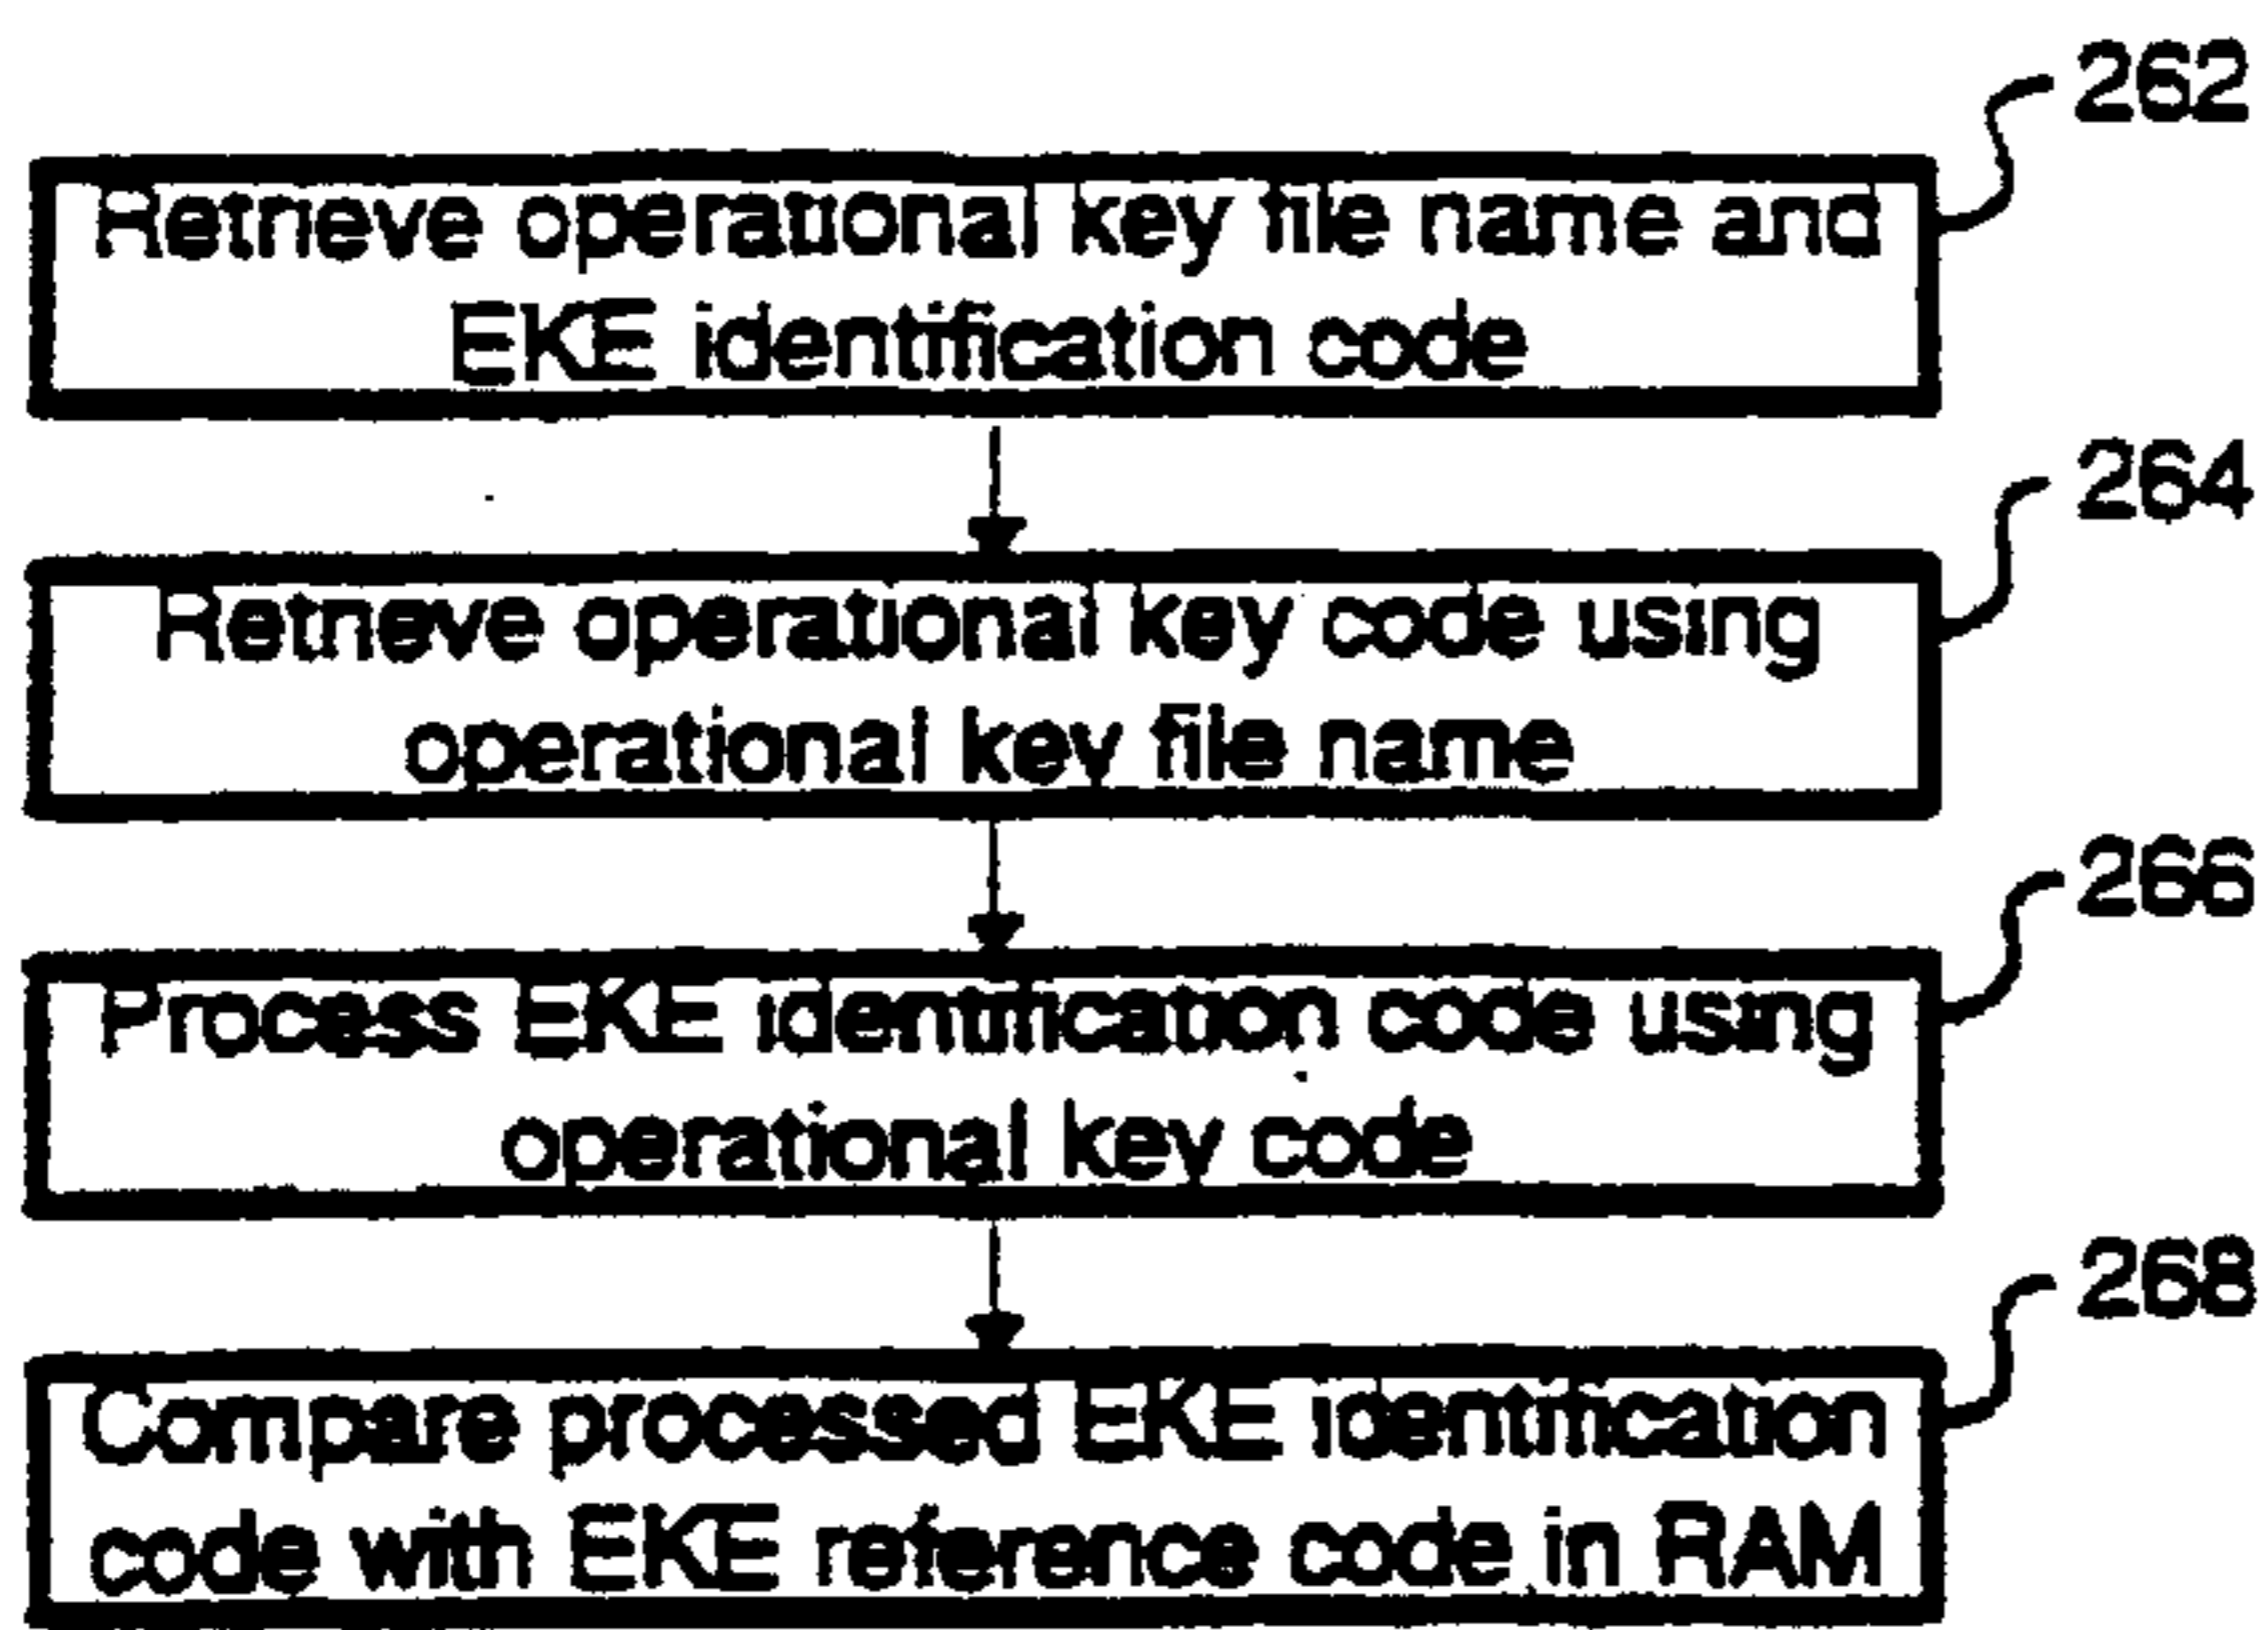 262
Retrieve operational key file name and
EKE identification code
264
Retrieve operational key code using
operational key file name
266
Process EKE identification code using
operational key code
268
Compare processed EKE identification
code with EKE reference code in RAM